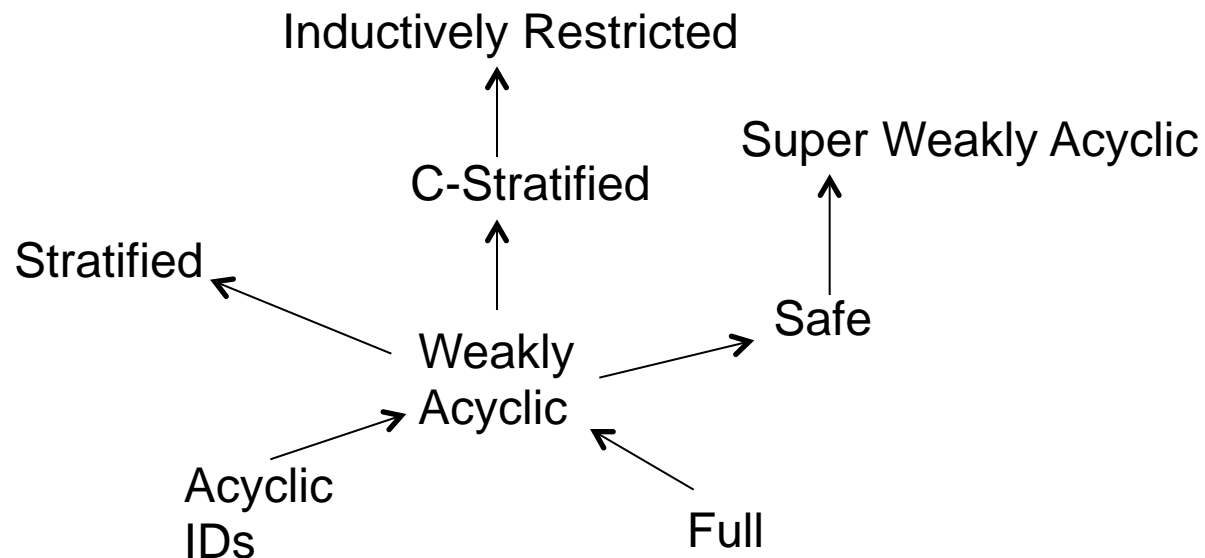 Inductively Restricted
Super Weakly Acyclic
C-Stratified
Stratified
Safe
Weakly
Acyclic
Acyclic
IDs
Full